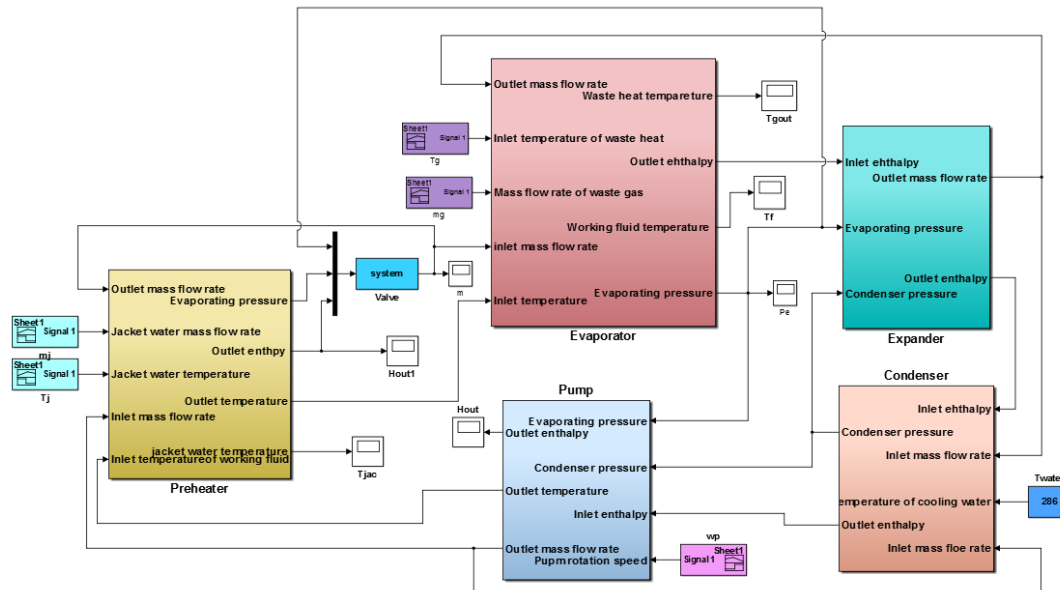 Outlet mass flow rate
Waste heat tempareture
Inlet temperature of waste heat
Outlet ehthalpy
Mass flow rate of waste gas
Working fluid temperature
inlet mass flow rate
Evaporating pressure
Inlet temperature
Evaporator
Sheet1
Signal 1
Tg
Sheet1
Signal 1
mg
Tgout
Tf
Pe
Inlet ehthalpy
Outlet mass flow rate
Evaporating pressure
Outlet enthalpy
Condenser pressure
Expander
system
Valve
m
Outlet mass flow rate
Evaporating pressure
Jacket water mass flow rate
Outlet enthpy
Jacket water temperature
Outlet temperature
Inlet mass flow rate
jacket water temperature
Inlet temperatureof working fluid
Preheater
Sheet1
Signal 1
mj
Sheet1
Signal 1
Tj
Hout1
Tjac
Hout
Pump
Evaporating pressure
Outlet enthalpy
Condenser pressure
Outlet temperature
Inlet enthalpy
Outlet mass flow rate
Pupm rotation speed
wp
Sheet1
Signal 1
Condenser
Inlet ehthalpy
Condenser pressure
Inlet mass flow rate
emperature of cooling water
Outlet enthalpy
Inlet mass floe rate
Twate
286